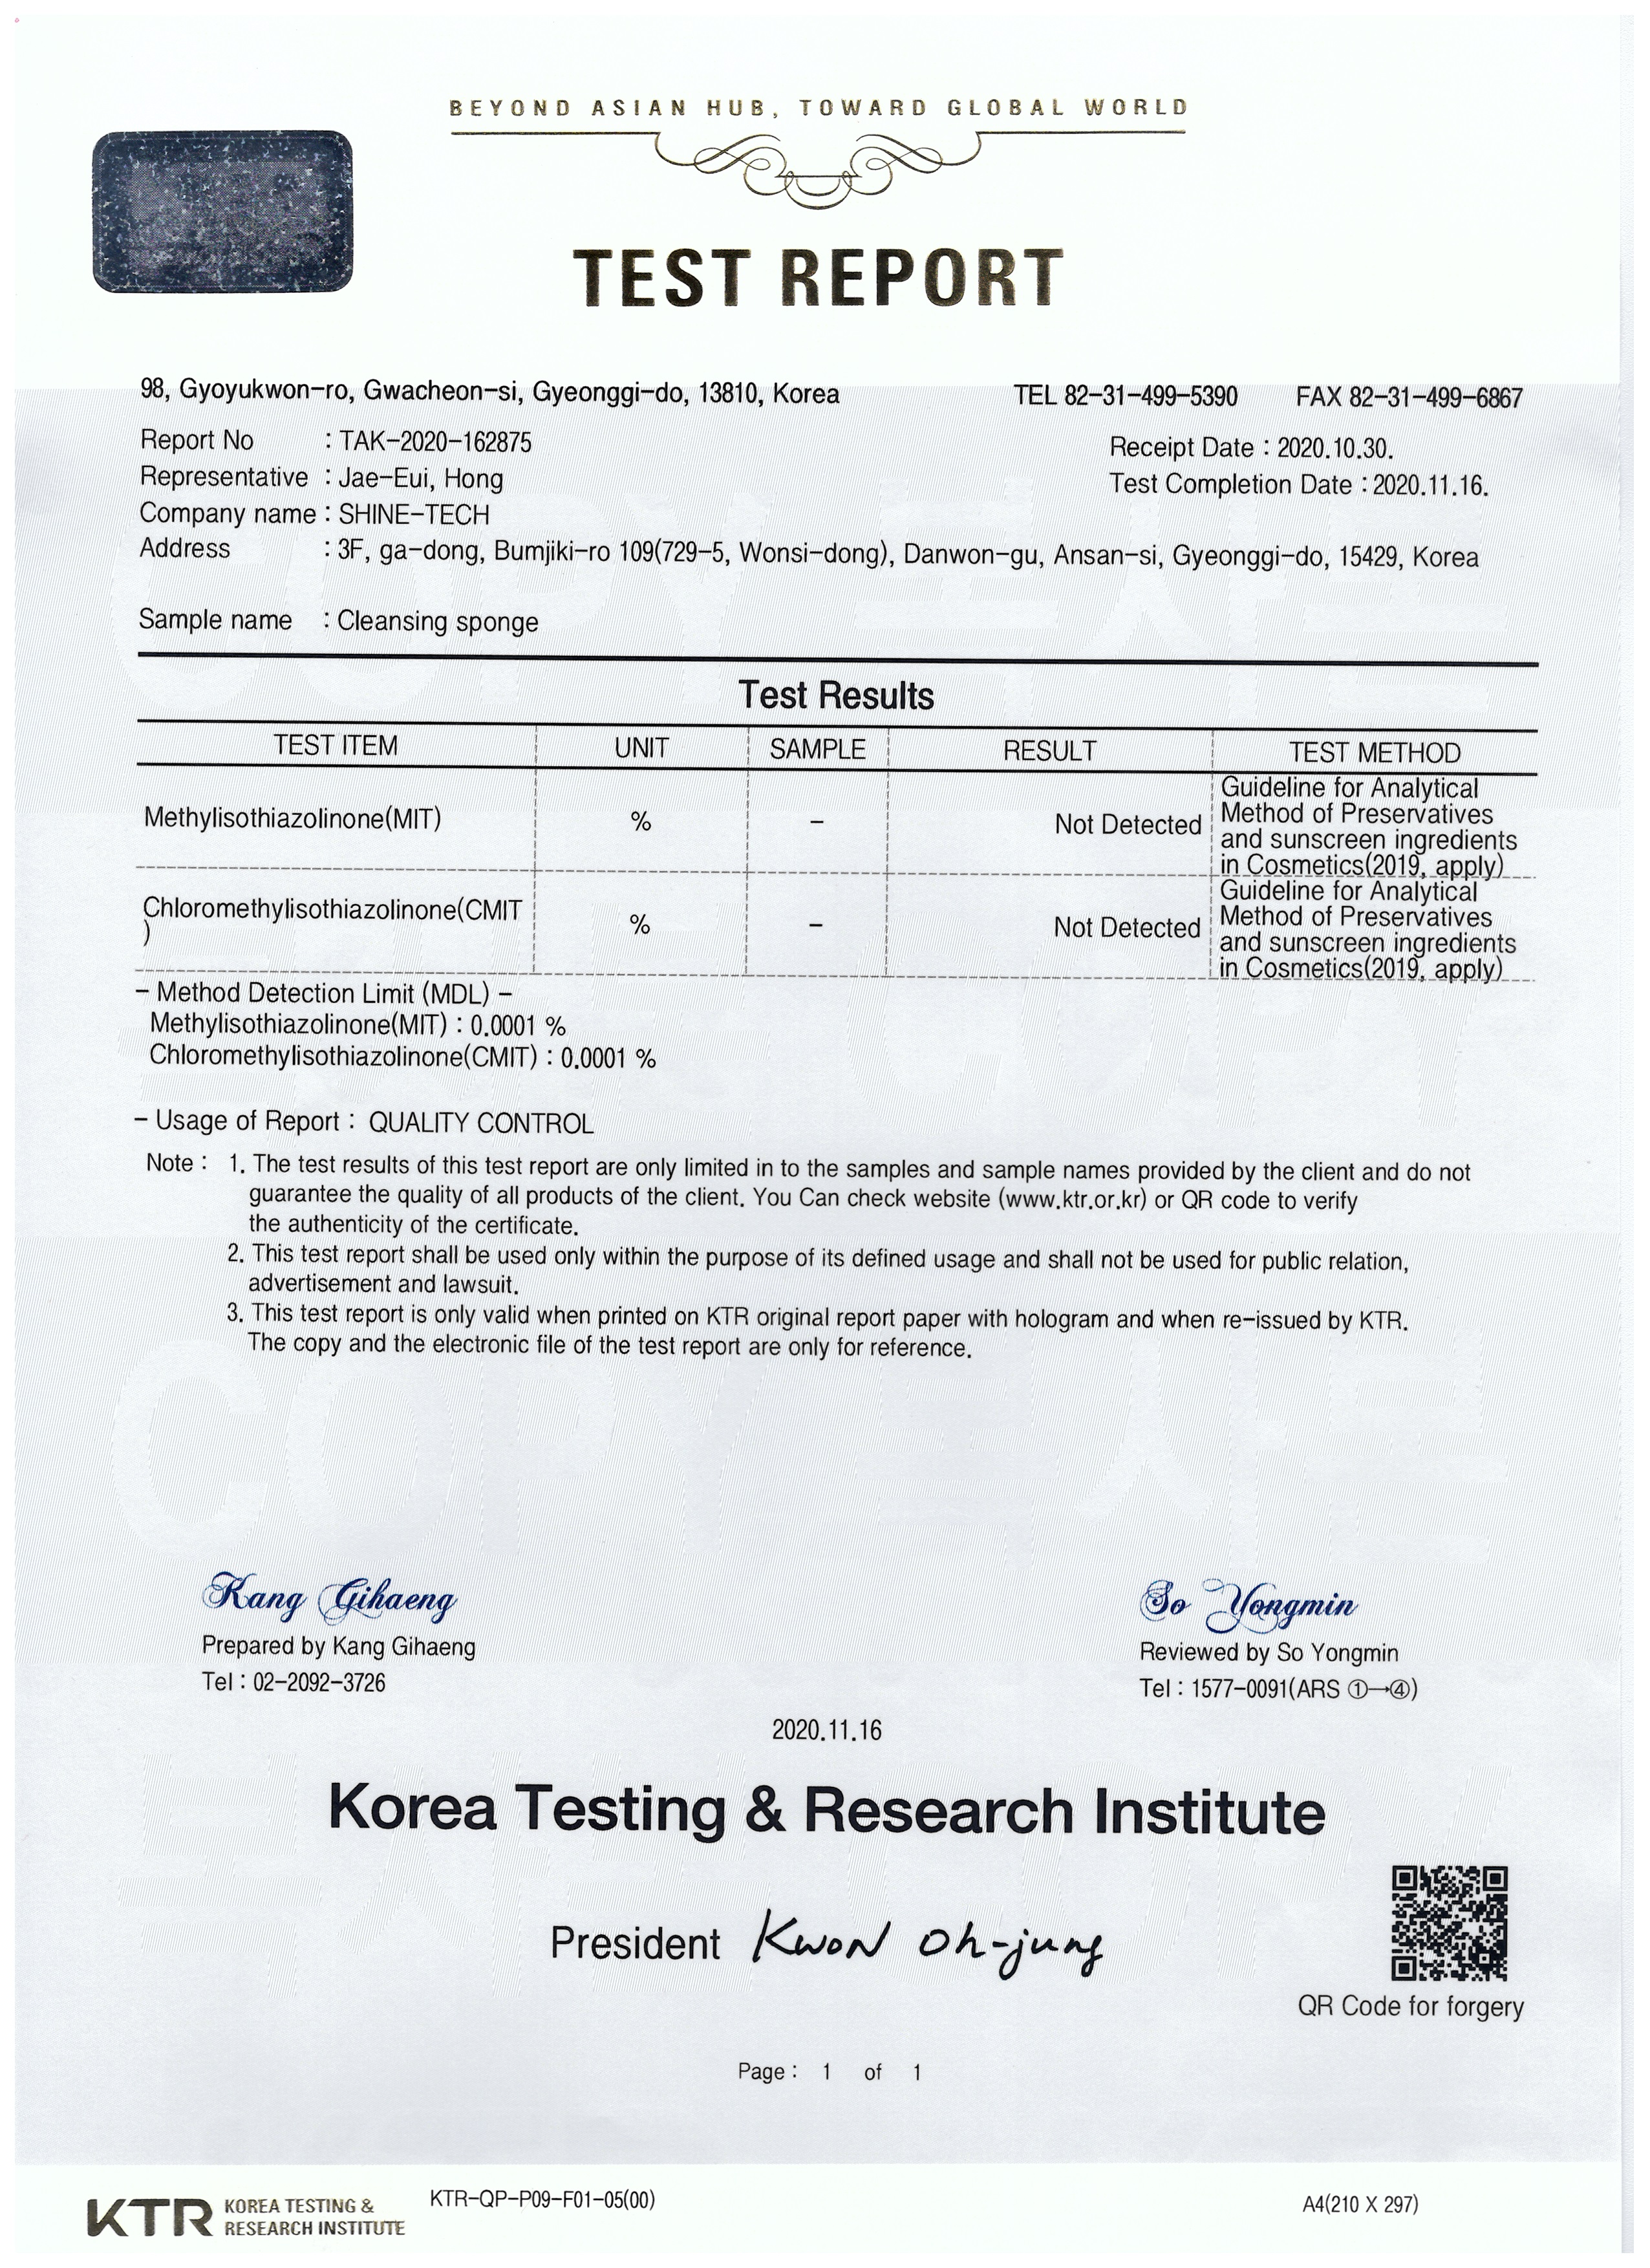 BEYOND ASIAN HUB, TOWARD GLOBAL WORLD
TEST REPORT
98, Gyoyukwon-ro, Gwacheon-si, Gyeonggi-do, 13810, Korea TEL 82-31-499-5390 FAX 82-31-499-6867
Report No : TAK-2020-162875 Receipt Date : 2020.10.30.
Representative : Jae-Eui, Hong Test Completion Date : 2020.11.16.
Company name : SHINE-TECH
Address : 3F, ga-dong, Bumjiki-ro 109(729-5, Wonsi-dong), Danwon-gu, Ansan-si, Gyeonggi-do, 15429, Korea
Sample name : Cleansing sponge
Test Results
TEST ITEM UNIT SAMPLE RESULT TEST METHOD
Methylisothiazolinone(MIT) % - Not Detected Guideline for Analytical
Method of Preservatives
and sunscreen ingredients
in Cosmetics(2019, apply)
Chloromethylisothiazolinone(CMIT
) % - Not Detected Guideline for Analytical
Method of Preservatives
and sunscreen ingredients
in Cosmetics(2019, apply)
- Method Detection Limit (MDL) -
Methylisothiazolinone(MIT) : 0.0001 %
Chloromethylisothiazolinone(CMIT) : 0.0001 %
- Usage of Report : QUALITY CONTROL
Note : 1. The test results of this test report are only limited in to the samples and sample names provided by the client and do not
guarantee the quality of all products of the client. You Can check website (www.ktr.or.kr) or QR code to verify
the authenticity of the certificate.
2. This test report shall be used only within the purpose of its defined usage and shall not be used for public relation,
advertisement and lawsuit.
3. This test report is only valid when printed on KTR original report paper with hologram and when re-issued by KTR.
The copy and the electronic file of the test report are only for reference.
COPY 복사본
Kang Gihaeng So Yongmin
Prepared by Kang Gihaeng Reviewed by So Yongmin
Tel : 02-2092-3726 Tel : 1577-0091(ARS ①→④)
2020.11.16
Korea Testing & Research Institute
President Kwon Oh-jung
QR Code for forgery
Page : 1 of 1
KTR KOREA TESTING &
RESEARCH INSTITUTE
KTR-QP-P09-F01-05(00) A4(210 X 297)